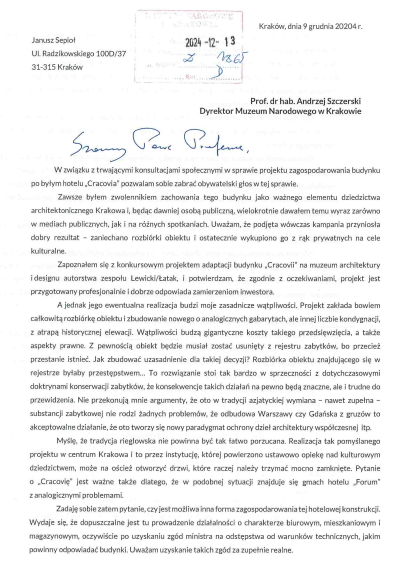 Kraków, dnia 9 grudnia 20204 r.
Janusz Sepioł
Ul. Radzikowskiego 100D/37
31-315 Kraków
2024 -12- 1 3
Prof. dr hab. Andrzej Szczerski
Dyrektor Muzeum Narodowego w Krakowie
Szanowny Panie Profesorze,
W związku z trwającymi konsultacjami społecznymi w sprawie projektu zagospodarowania budynku
po byłym hotelu „Cracovia” pozwalam sobie zabrać obywatelski głos w tej sprawie.
Zawsze byłem zwolennikiem zachowania tego budynku jako ważnego elementu dziedzictwa
architektonicznego Krakowa i, będąc dawniej osobą publiczną, wielokrotnie dawałem temu wyraz zarówno
w mediach publicznych, jak i na różnych spotkaniach. Uważam, że podjęta wówczas kampania przyniosła
dobry rezultat – zaniechano rozbiórki obiektu i ostatecznie wykupiono go z rąk prywatnych na cele
kulturalne.
Zapoznałem się z konkursowym projektem adaptacji budynku „Cracovii” na muzeum architektury
i designu autorstwa zespołu Lewicki/Łatak, i potwierdzam, że zgodnie z oczekiwaniami, projekt jest
przygotowany profesjonalnie i dobrze odpowiada zamierzeniom inwestora.
A jednak jego ewentualna realizacja budzi moje zasadnicze wątpliwości. Projekt zakłada bowiem
całkowitą rozbiórkę obiektu i zbudowanie nowego o analogicznych gabarytach, ale innej liczbie kondygnacji,
z atrapą historycznej elewacji. Wątpliwości budzą gigantyczne koszty takiego przedsięwzięcia, a także
aspekty prawne. Z pewnością obiekt będzie musiał zostać usunięty z rejestru zabytków, bo przecież
przestanie istnieć. Jak zbudować uzasadnienie dla takiej decyzji? Rozbiórka obiektu znajdującego się w
rejestrze byłaby przestępstwem... To rozwiązanie stoi tak bardzo w sprzeczności z dotychczasowymi
doktrynami konserwacji zabytków, że konsekwencje takich działań na pewno będą znaczne, ale i trudne do
przewidzenia. Nie przekonują mnie argumenty, że oto w tradycji azjatyckiej wymiana – nawet zupełna –
substancji zabytkowej nie rodzi żadnych problemów, że odbudowa Warszawy czy Gdańska z gruzów to
akceptowalne działanie, że oto tworzy się nowy paradygmat ochrony dzieł architektury współczesnej itp.
Myślę, że tradycja rieglowska nie powinna być tak łatwo porzucana. Realizacja tak pomyślanego
projektu w centrum Krakowa i to przez instytucję, której powierzono ustawowo opiekę nad kulturowym
dziedzictwem, może na oścież otworzyć drzwi, które raczej należy trzymać mocno zamknięte. Pytanie
o „Cracovię” jest ważne także dlatego, że w podobnej sytuacji znajduje się gmach hotelu „Forum”
z analogicznymi problemami.
Zadaję sobie zatem pytanie, czy jest możliwa inna forma zagospodarowania tej hotelowej konstrukcji.
Wydaje się, że dopuszczalne jest tu prowadzenie działalności o charakterze biurowym, mieszkaniowym i
magazynowym, oczywiście po uzyskaniu zgód ministra na odstępstwa od warunków technicznych, jakim
powinny odpowiadać budynki. Uważam uzyskanie takich zgód za zupełnie realne.